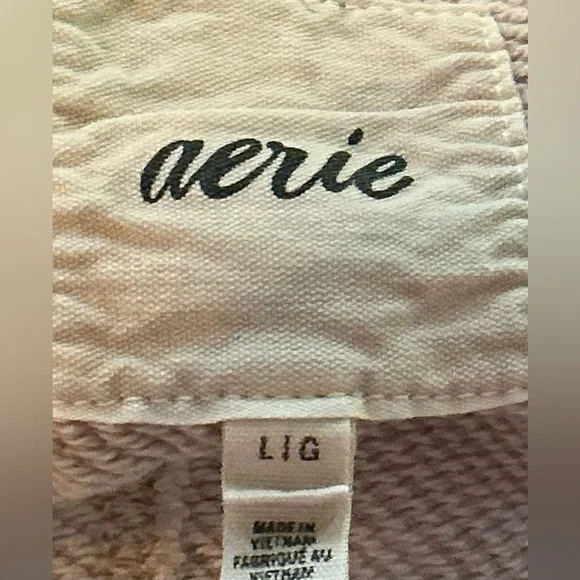 aerie
L/G
MADE IN
VIETNAM
FABRIQUÉ AU
VIETNAM